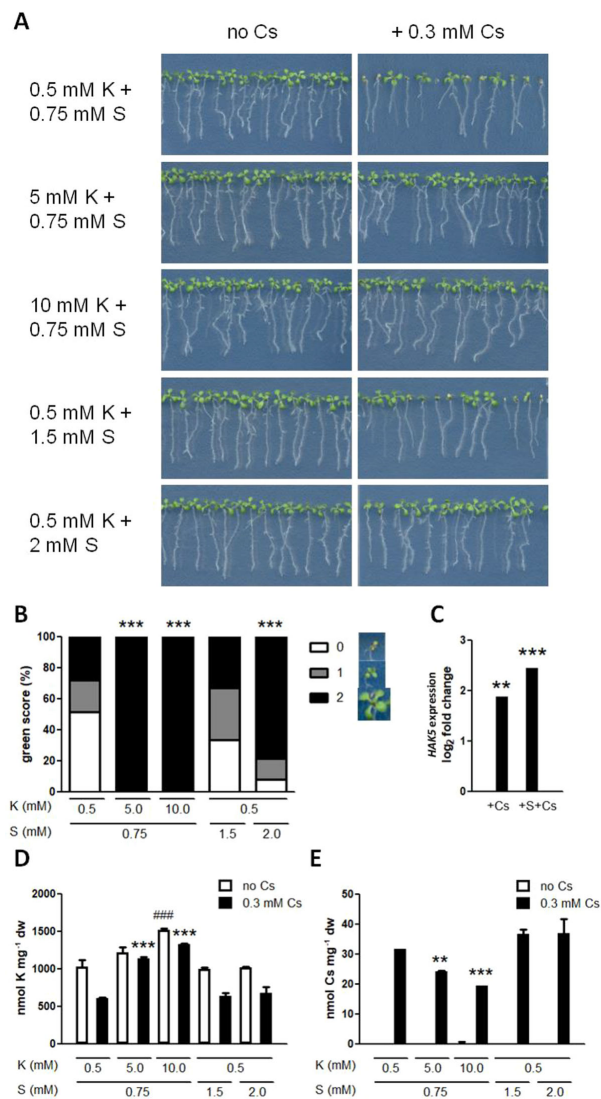 A
no Cs
+ 0.3 mM Cs
0.5 mM K +
0.75 mM S
5 mM K +
0.75 mM S
10 mM K +
0.75 mM S
0.5 mM K +
1.5 mM S
0.5 mM K +
2 mM S
B
*** *** ***
100
80
60
40
20
0
green score (%)
0
1
2
K (mM) 0.5 5.0 10.0 0.5
S (mM) 0.75 1.5 2.0
C
HAK5 expression
log2 fold change
3
2
1
0
** ***
+Cs +S+Cs
D
no Cs
0.3 mM Cs
nmol K mg⁻¹ dw
2000
1500
1000
500
0
###
*** ***
K (mM) 0.5 5.0 10.0 0.5
S (mM) 0.75 1.5 2.0
E
no Cs
0.3 mM Cs
nmol Cs mg⁻¹ dw
50
40
30
20
10
0
** ***
K (mM) 0.5 5.0 10.0 0.5
S (mM) 0.75 1.5 2.0